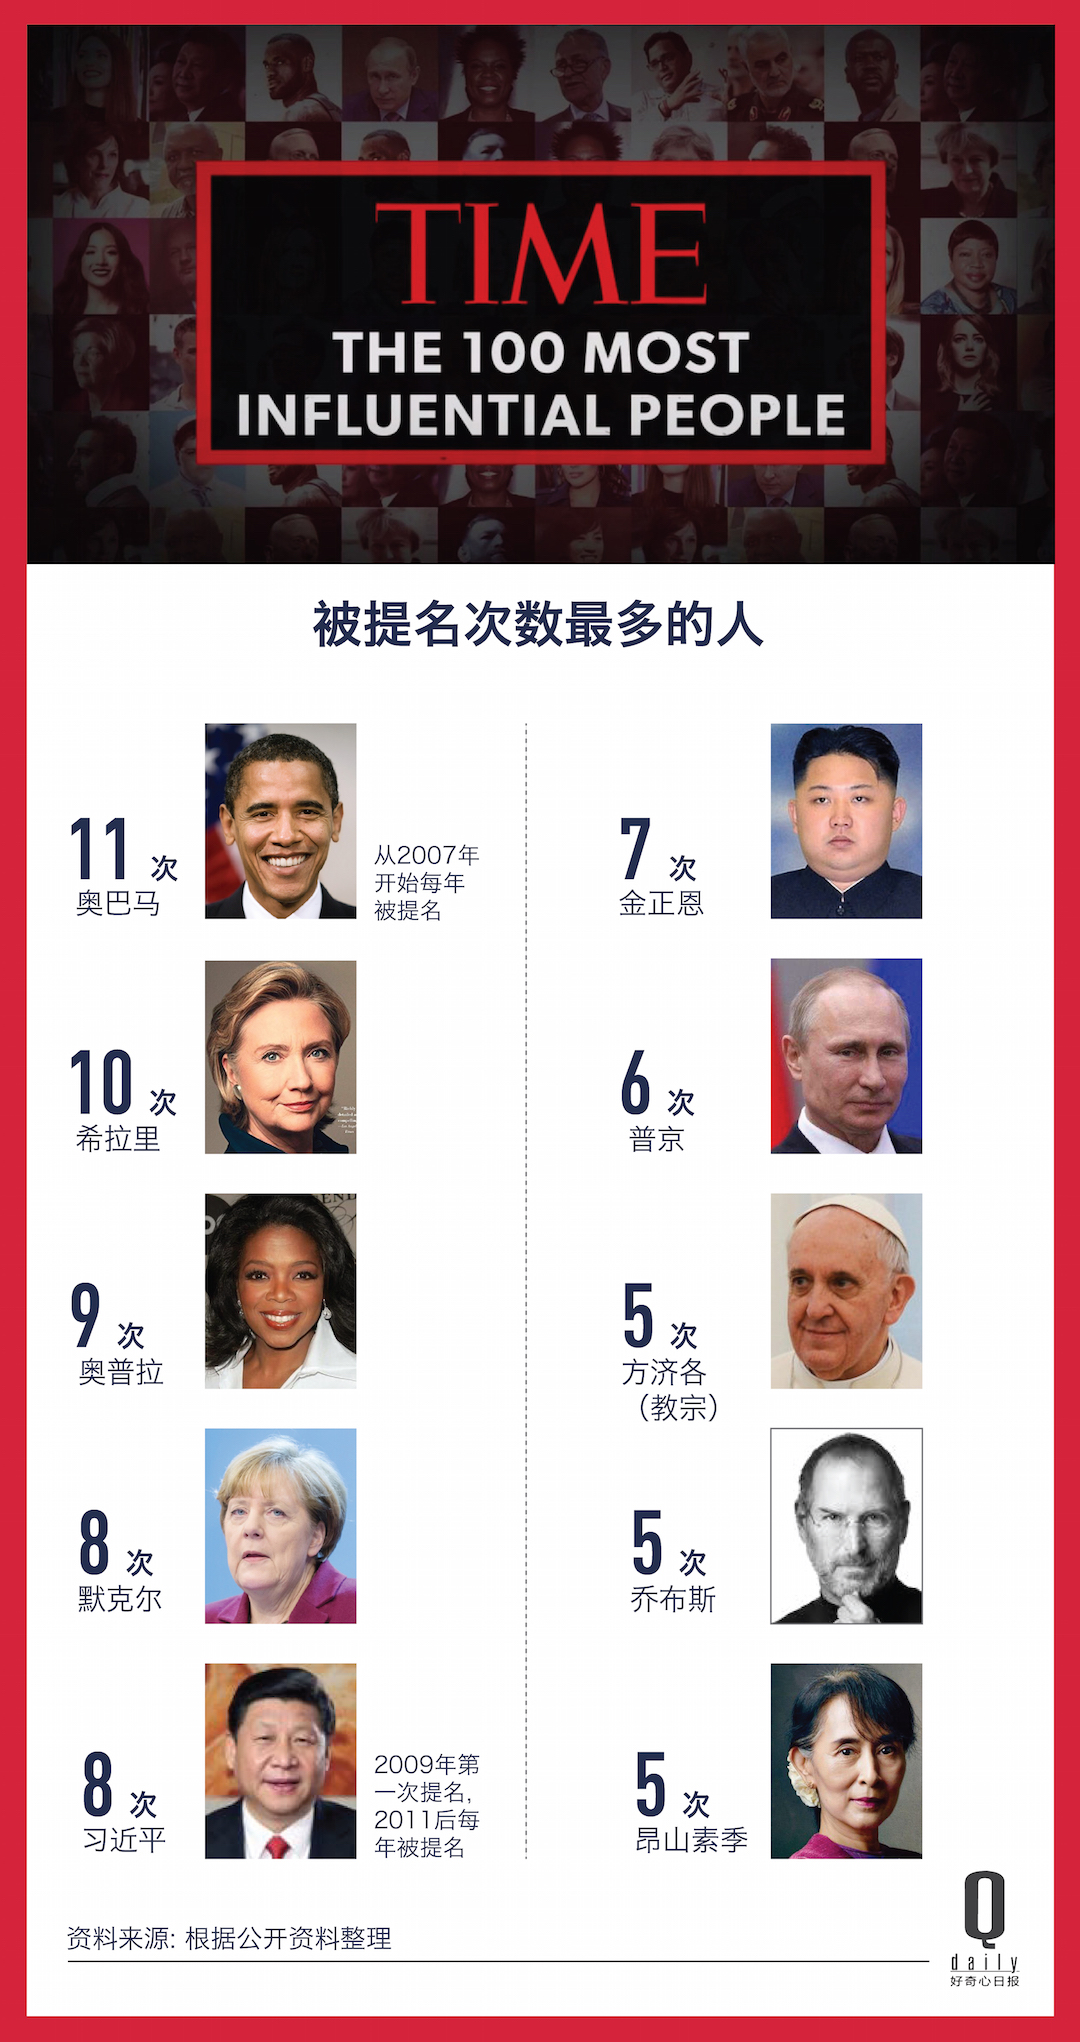 TIME
THE 100 MOST
INFLUENTIAL PEOPLE
被提名次数最多的人
11 次
奥巴马
从2007年
开始每年
被提名
10 次
希拉里
9 次
奥普拉
8 次
默克尔
8 次
习近平
2009年第
一次提名,
2011后每
年被提名
7 次
金正恩
6 次
普京
5 次
方济各
（教宗）
5 次
乔布斯
5 次
昂山素季
资料来源: 根据公开资料整理
Q
daily
好奇心日报